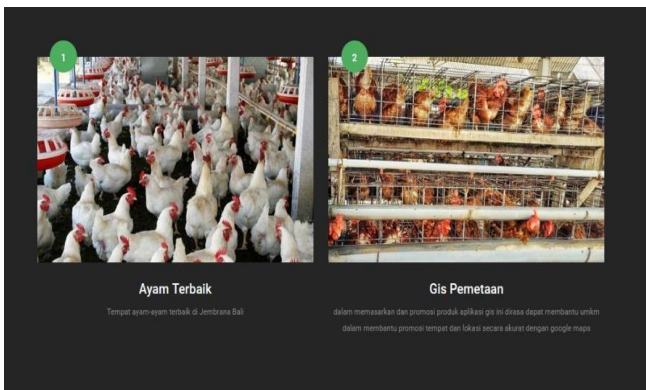 1
2
Ayam Terbaik
Gis Pemetaan
Tempat ayam-ayam terbaik di Jembrana Bali
dalam memasarkan dan promosi produk aplikasi gis ini dirasa dapat membantu umkm
dalam membantu promosi tempat dan lokasi secara akurat dengan google maps